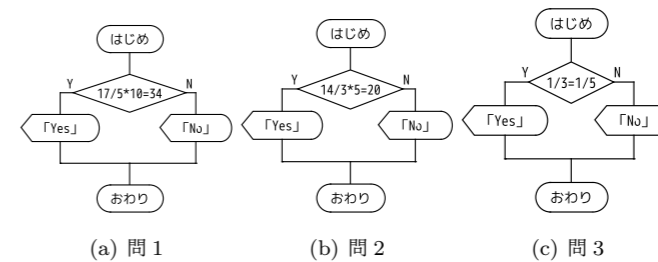 はじめ
Y
17/5*10=34
N
「Yes」
「No」
おわり
(a) 問 1
はじめ
Y
14/3*5=20
N
「Yes」
「No」
おわり
(b) 問 2
はじめ
Y
1/3=1/5
N
「Yes」
「No」
おわり
(c) 問 3